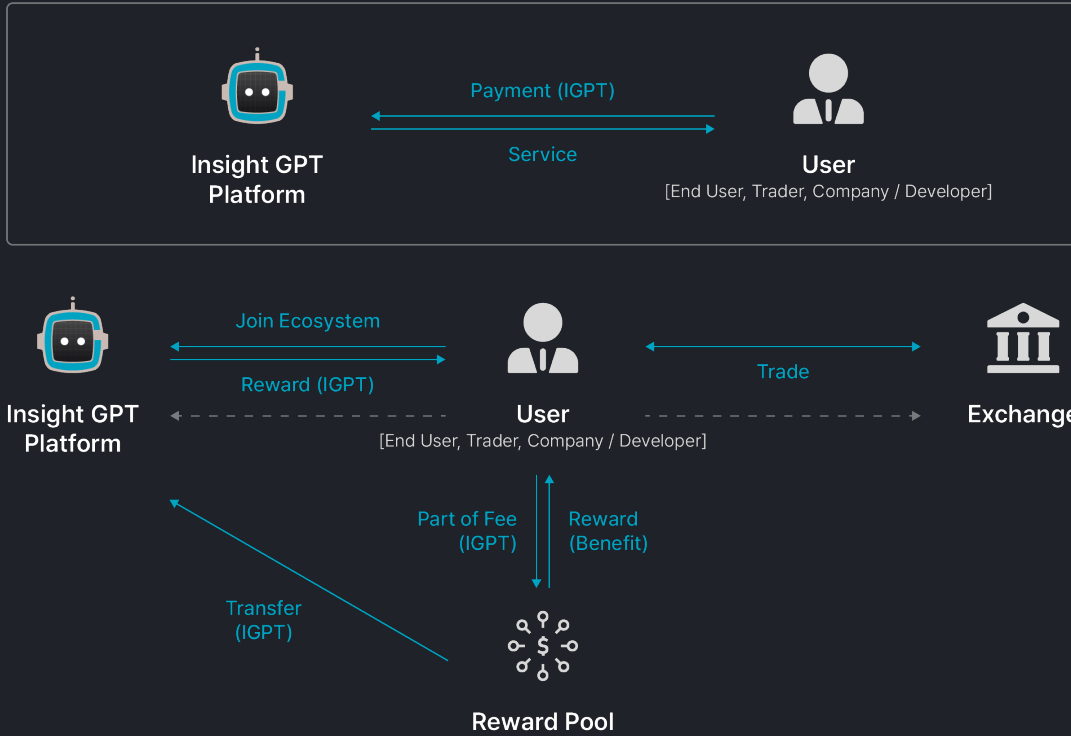 Payment (IGPT)
Service
Insight GPT
Platform
User
[End User, Trader, Company / Developer]
Join Ecosystem
Reward (IGPT)
Trade
Insight GPT
Platform
User
[End User, Trader, Company / Developer]
Exchange
Part of Fee
(IGPT)
Reward
(Benefit)
Transfer
(IGPT)
$
Reward Pool